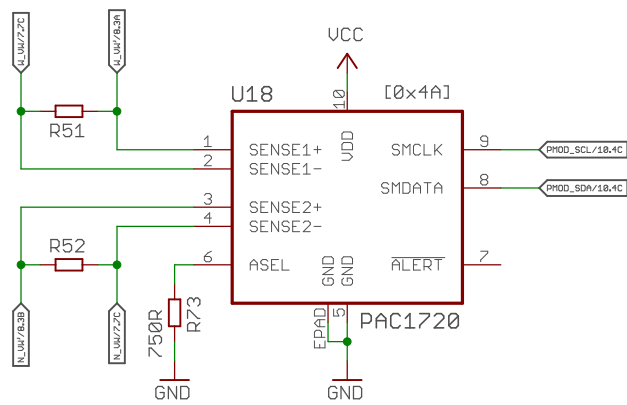 W_VW/7.7C
W_VW'/8.3A
VCC
U18
[0x4A]
10
VDD
R51
1
SENSE1+
2
SENSE1-
SMCLK
9
PMOD_SCL/10.4C
SMDATA
8
PMOD_SDA/10.4C
3
SENSE2+
4
SENSE2-
R52
6
ASEL
GND
GND
ALERT
7
N_VW'/8.3B
N_VW/7.7C
750R
R73
EPAD
5
PAC1720
GND
GND